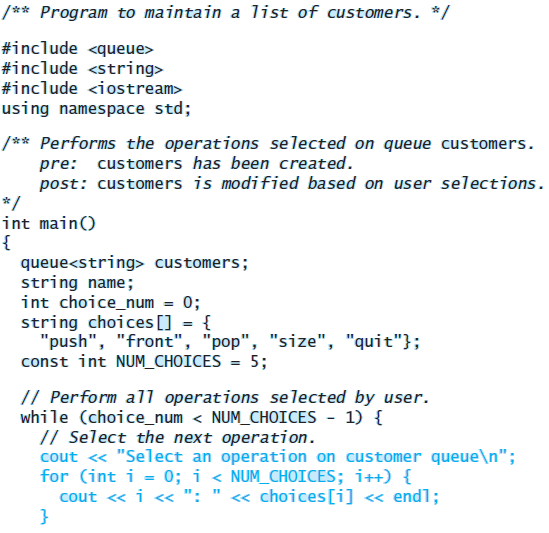 /** Program to maintain a list of customers. */
#include <queue>
#include <string>
#include <iostream>
using namespace std;
/** Performs the operations selected on queue customers.
    pre:  customers has been created.
    post: customers is modified based on user selections.
*/
int main()
{
  queue<string> customers;
  string name;
  int choice_num = 0;
  string choices[] = {
    "push", "front", "pop", "size", "quit"};
  const int NUM_CHOICES = 5;
  // Perform all operations selected by user.
  while (choice_num < NUM_CHOICES - 1) {
    // Select the next operation.
    cout << "Select an operation on customer queue\n";
    for (int i = 0; i < NUM_CHOICES; i++) {
      cout << i << ": " << choices[i] << endl;
    }